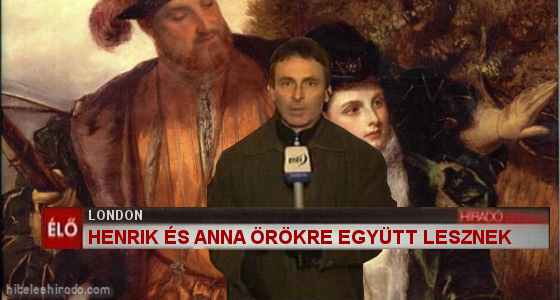 LONDON
HÍRADÓ
ÉLŐ
HENRIK ÉS ANNA ÖRÖKRE EGYÜTT LESZNEK
hiteleshirado.com